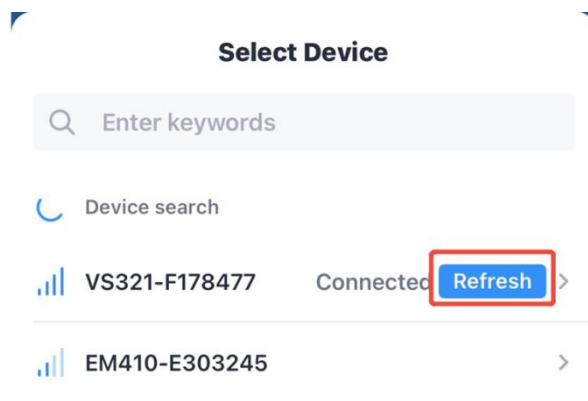 Select Device
Enter keywords
Device search
VS321-F178477 Connected Refresh
EM410-E303245